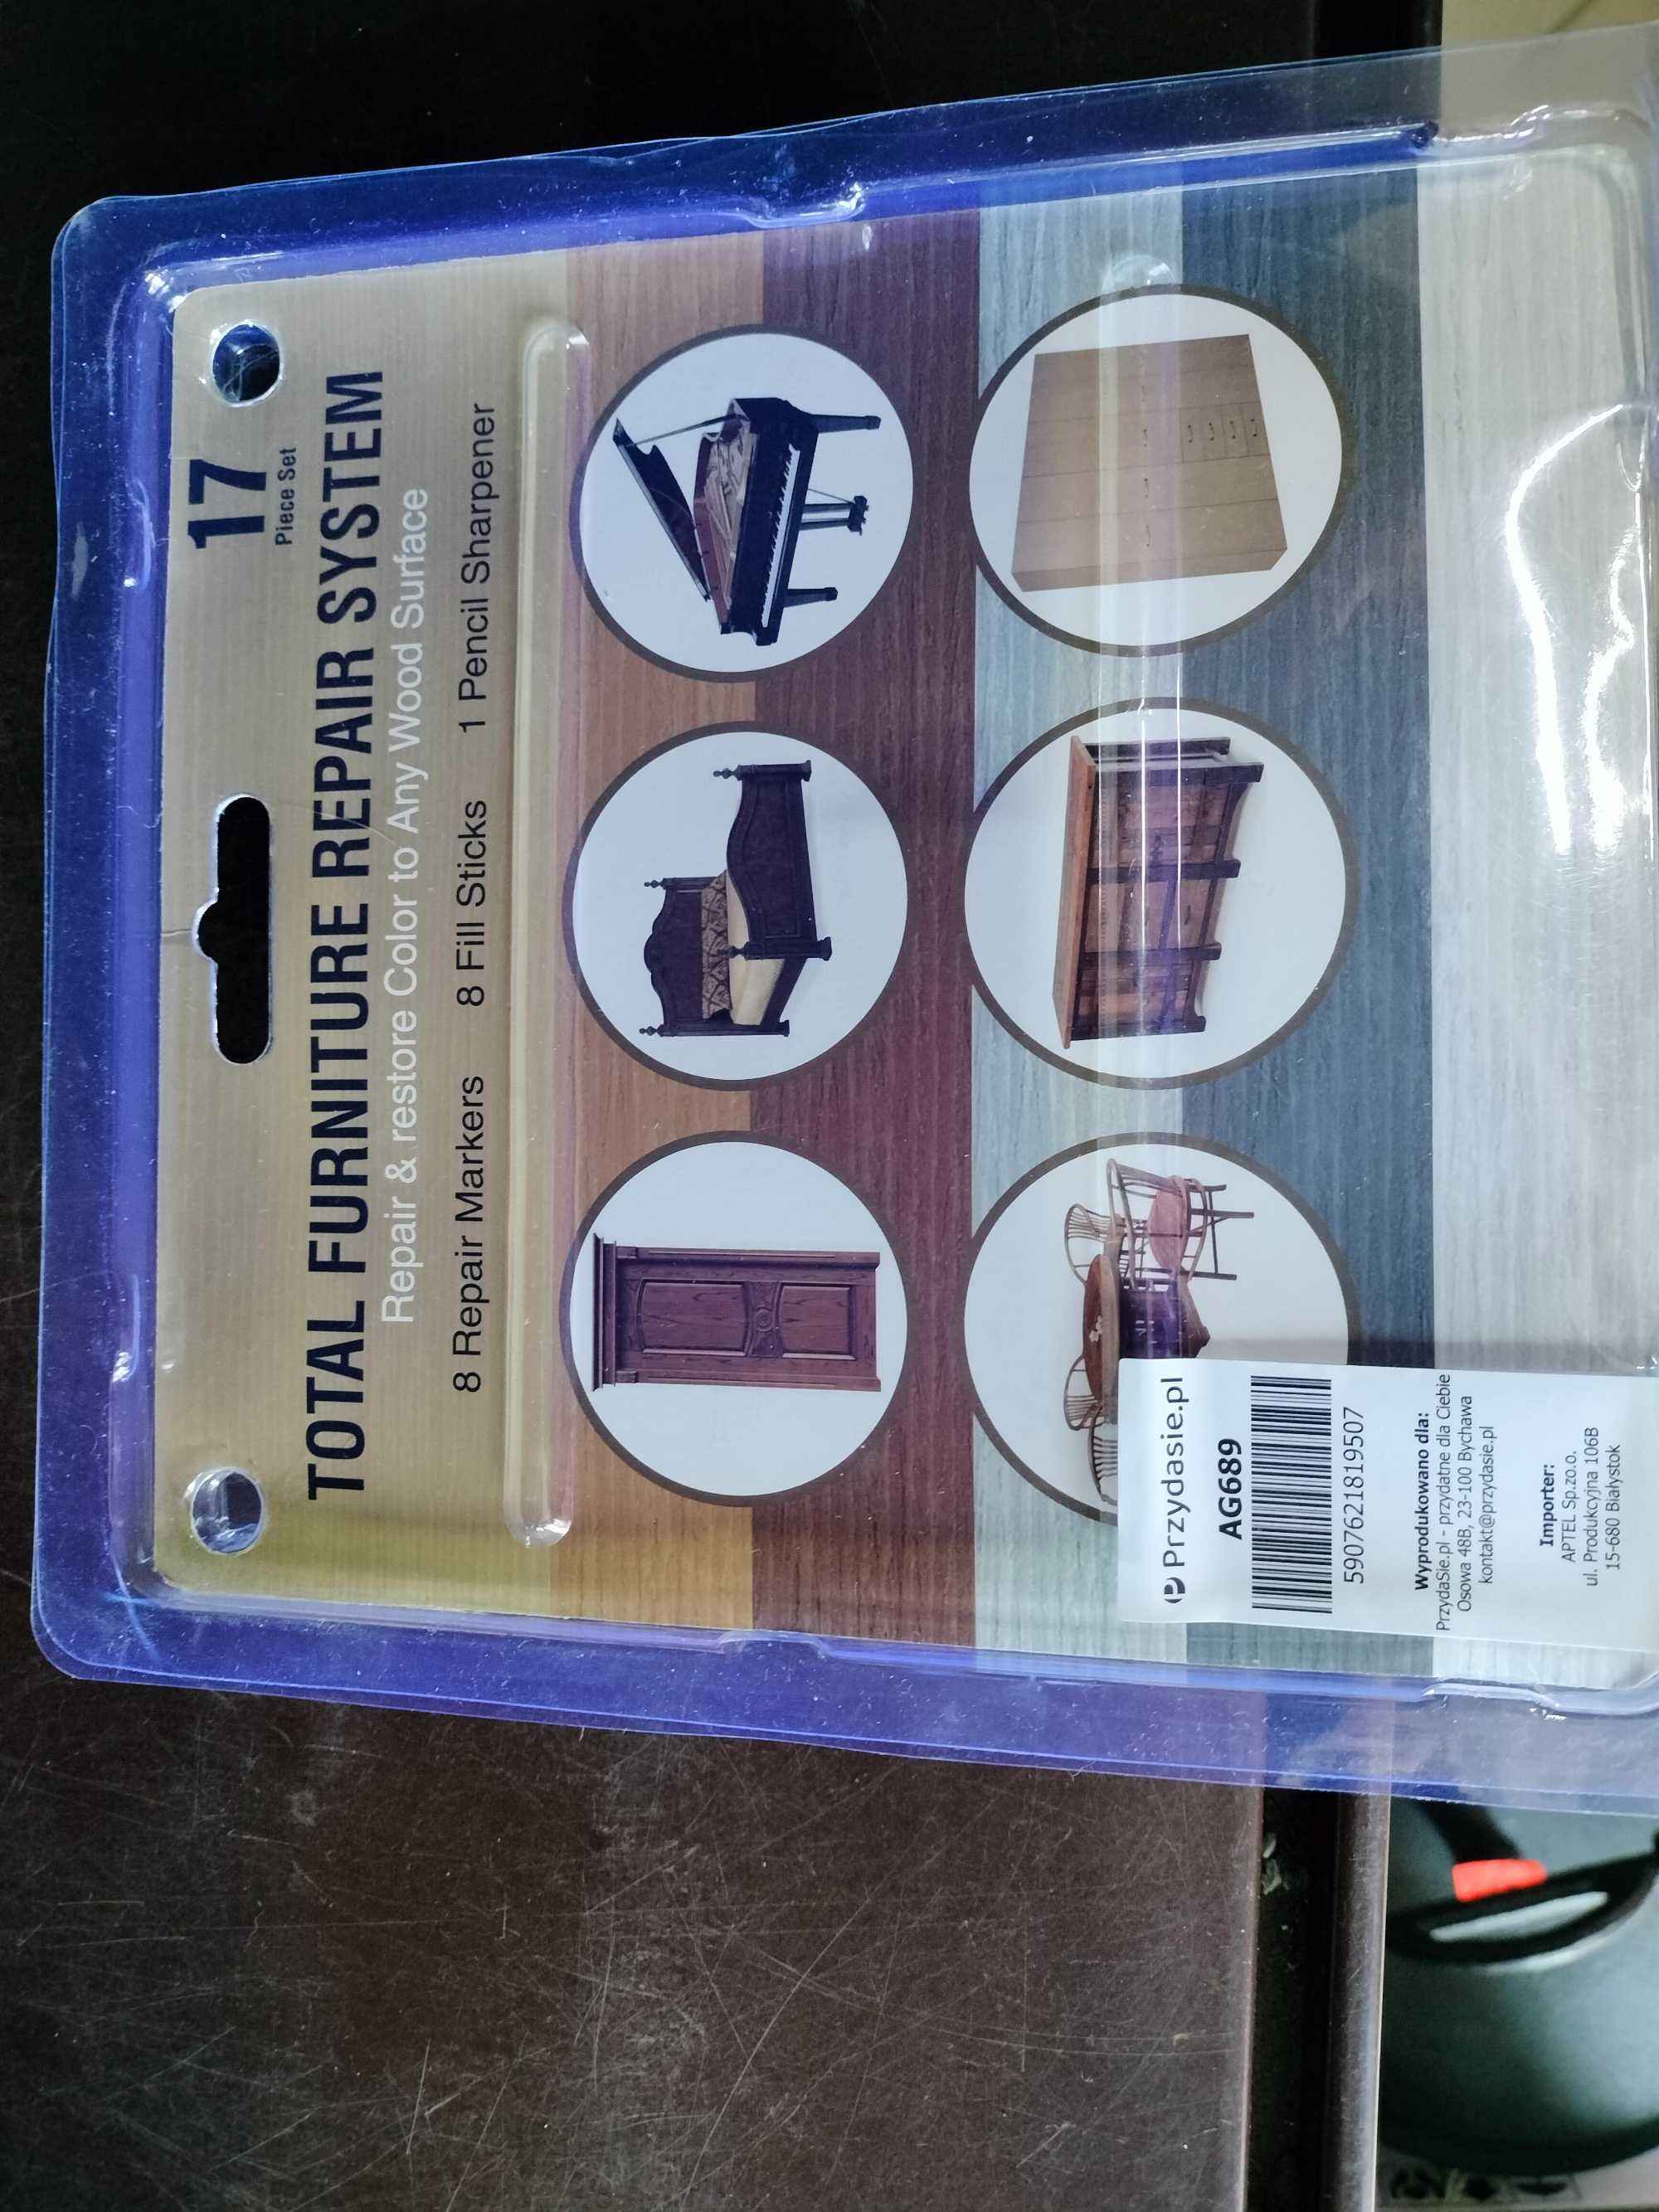 17
Piece Set
TOTAL FURNITURE REPAIR SYSTEM
Repair & restore Color to Any Wood Surface
8 Repair Markers 8 Fill Sticks 1 Pencil Sharpener
Przydasie.pl
AG689
5907621819507
Wyprodukowano dla:
PrzydaSie.pl - przydatne dla Ciebie
Osowa 48B, 23-100 Bychawa
kontakt@przydasie.pl
Importer:
APTEL Sp.zo.o.
ul. Produkcyjna 106B
15-680 Białystok